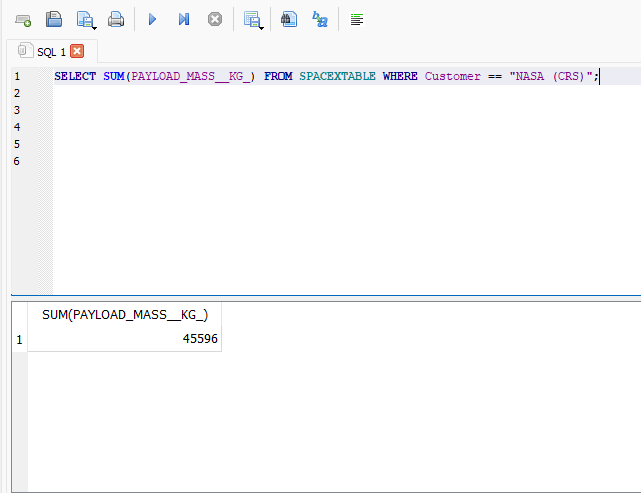 SQL 1
1 SELECT SUM(PAYLOAD_MASS__KG_) FROM SPACEXTABLE WHERE Customer == "NASA (CRS)";
2
3
4
5
6
SUM(PAYLOAD_MASS__KG_)
1 45596